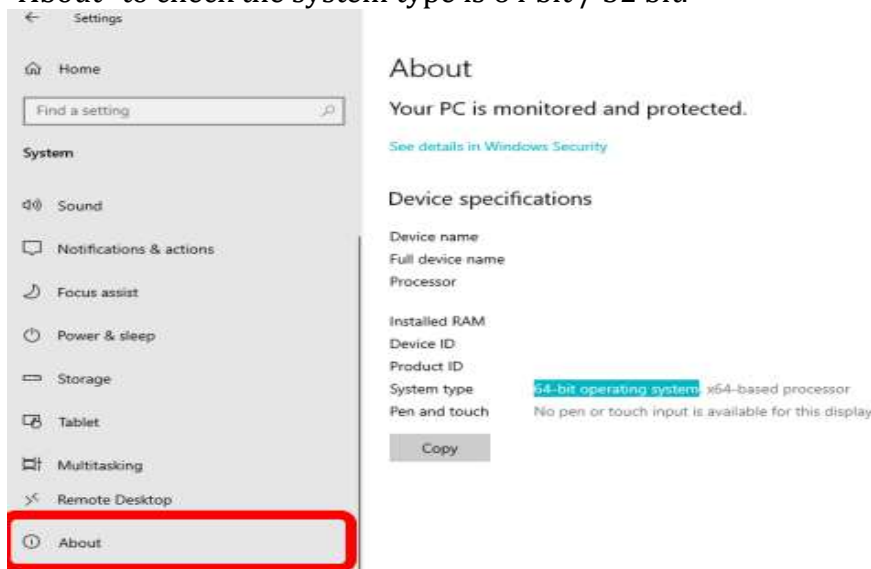 About" to check the system type is 64 bit / 32 bit.
Settings
Home
Find a setting
System
Sound
Notifications & actions
Focus assist
Power & sleep
Storage
Tablet
Multitasking
Remote Desktop
About
About
Your PC is monitored and protected.
See details in Windows Security
Device specifications
Device name
Full device name
Processor
Installed RAM
Device ID
Product ID
System type 64-bit operating system, x64-based processor
Pen and touch No pen or touch input is available for this display
Copy